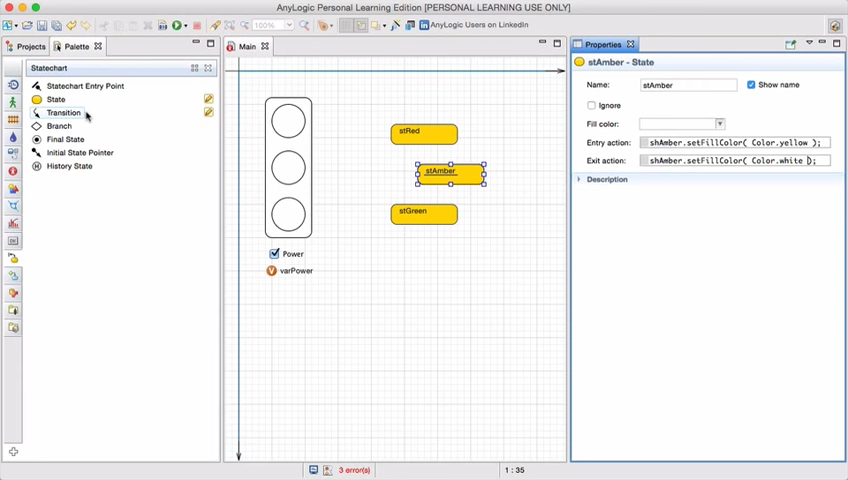 AnyLogic Personal Learning Edition [PERSONAL LEARNING USE ONLY]
100%
AnyLogic Users on LinkedIn
Projects
Palette
Main
Properties
Statechart
stAmber - State
Statechart Entry Point
Name:
stAmber
Show name
State
Ignore
Transition
Fill color:
Branch
stRed
Entry action:
shAmber.setFillColor( Color.yellow );
Final State
Exit action:
shAmber.setFillColor( Color.white );
Initial State Pointer
stAmber
Description
History State
stGreen
Power
V varPower
3 error(s)
1 : 35